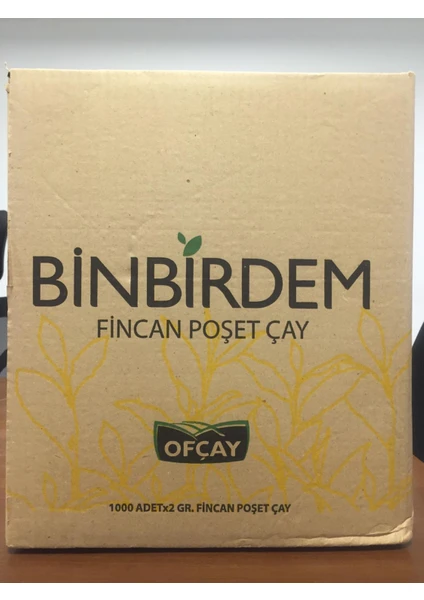 BİNBİRDEM
FİNCAN POŞET ÇAY
OFÇAY
1000 ADETx2 GR. FİNCAN POŞET ÇAY